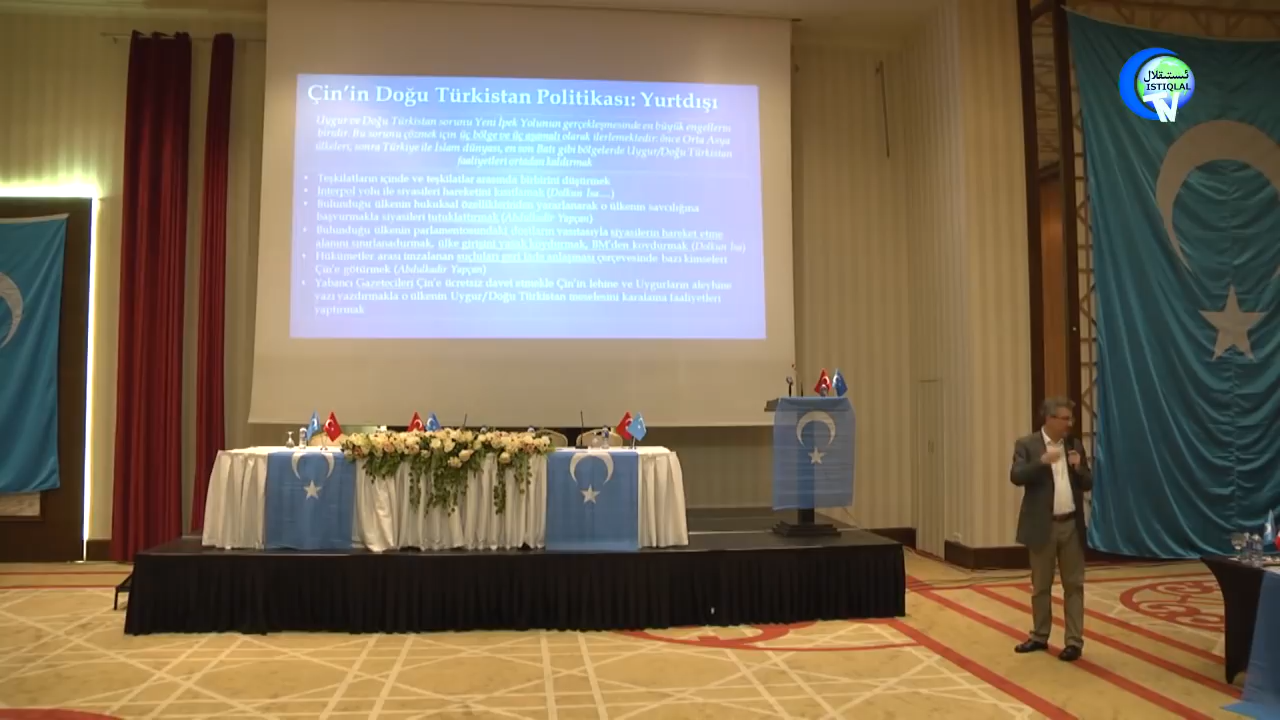 Çin'in Doğu Türkistan Politikası: Yurtdışı
Uygur ve Doğu Türkistan sorunu Yeni İpek Yolunun gerçekleşmesinde en büyük engellerin
biridir. Bu sorunu çözmek için üç bölge ve üç aşamalı olarak ilerlemektedir: önce Orta Asya
ülkeleri, sonra Türkiye ile İslam dünyası, en son Batı gibi bölgelerde Uygur/Doğu Türkistan
faaliyetleri ortadan kaldırmak
• Teşkilatların içinde ve teşkilatlar arasında birbirini düşürmek
• İnterpol yolu ile siyasileri hareketini kısıtlamak (Dolkun Isa....)
• Bulunduğu ülkenin hukuksal özelliklerinden yararlanarak o ülkenin savcılığına
başvurmakla siyasileri tutuklattırmak (Abdulkadir Yapçan)
• Bulunduğu ülkenin parlamentosundaki dostların vasıtasıyla siyasilerin hareket etme
alanını sınırlanadurmak, ülke girişini yasak koydurmak, BM'den kovdurmak (Dolkun Isa)
• Hükümetler arası imzalanan suçluları geri iade anlaşması çerçevesinde bazı kimseleri
Çin'e götürmek (Abdulkadir Yapçan)
• Yabancı Gazetecileri Çin'e ücretsiz davet etmekle Çin'in lehine ve Uygurların aleyhine
yazı yazdırmakla o ülkenin Uygur/Doğu Türkistan meselesini karalama faaliyetleri
yaptırmak
ئىستىقلال
ISTIQLAL
TV